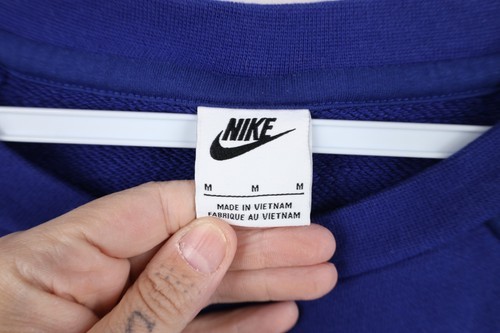 NIKE
M M M
MADE IN VIETNAM
FABRIQUE AU VIETNAM